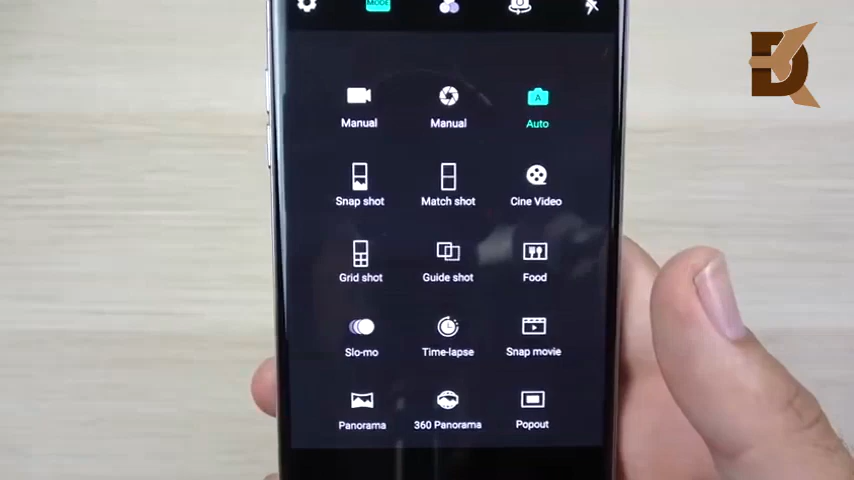 MODE
Manual Manual Auto
Snap shot Match shot Cine Video
Grid shot Guide shot Food
Slo-mo Time-lapse Snap movie
Panorama 360 Panorama Popout